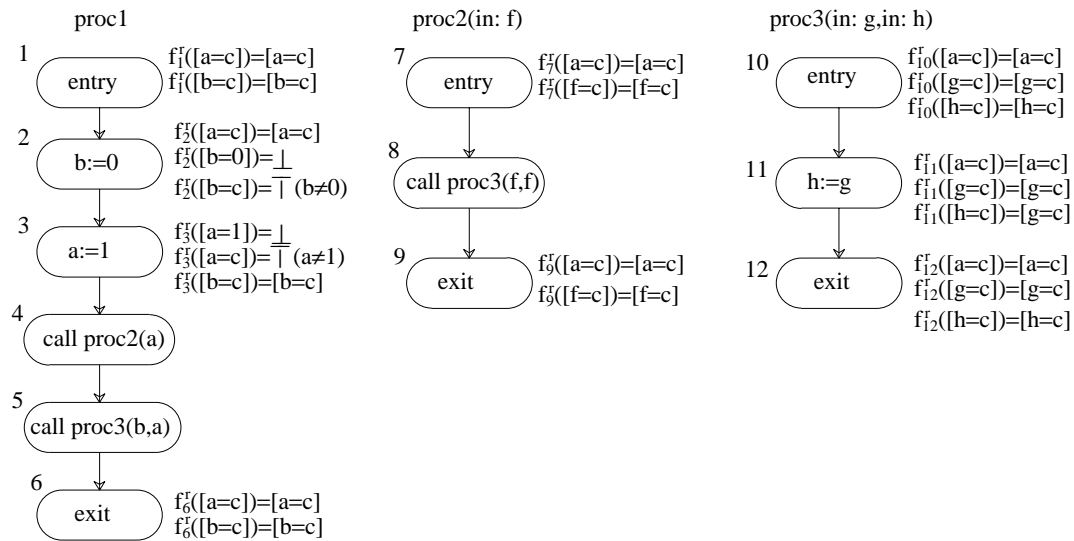 proc1
1
entry
f₁ʳ([a=c])=[a=c]
f₁ʳ([b=c])=[b=c]
2
b:=0
f₂ʳ([a=c])=[a=c]
f₂ʳ([b=0])=⊥
f₂ʳ([b=c])=⊤ (b≠0)
3
a:=1
f₃ʳ([a=1])=⊥
f₃ʳ([a=c])=⊤ (a≠1)
f₃ʳ([b=c])=[b=c]
4
call proc2(a)
5
call proc3(b,a)
6
exit
f₆ʳ([a=c])=[a=c]
f₆ʳ([b=c])=[b=c]
proc2(in: f)
7
entry
f₇ʳ([a=c])=[a=c]
f₇ʳ([f=c])=[f=c]
8
call proc3(f,f)
9
exit
f₉ʳ([a=c])=[a=c]
f₉ʳ([f=c])=[f=c]
proc3(in: g,in: h)
10
entry
f₁₀ʳ([a=c])=[a=c]
f₁₀ʳ([g=c])=[g=c]
f₁₀ʳ([h=c])=[h=c]
11
h:=g
f₁₁ʳ([a=c])=[a=c]
f₁₁ʳ([g=c])=[g=c]
f₁₁ʳ([h=c])=[g=c]
12
exit
f₁₂ʳ([a=c])=[a=c]
f₁₂ʳ([g=c])=[g=c]
f₁₂ʳ([h=c])=[h=c]